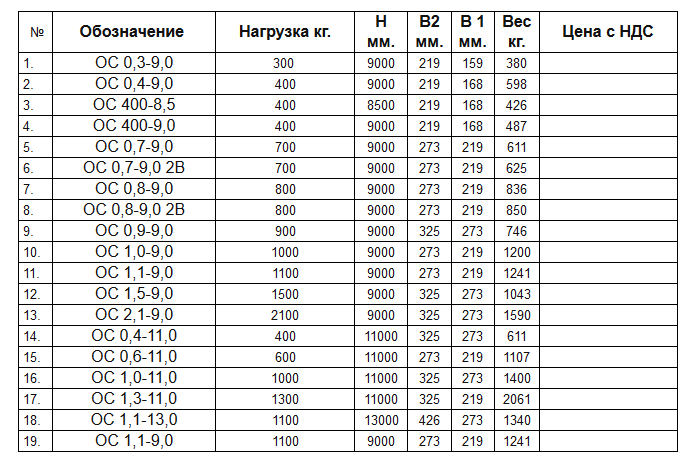 № Обозначение Нагрузка кг. Н мм. В2 мм. В 1 мм. Вес кг. Цена с НДС
1. ОС 0,3-9,0 300 9000 219 159 380
2. ОС 0,4-9,0 400 9000 219 168 598
3. ОС 400-8,5 400 8500 219 168 426
4. ОС 400-9,0 400 9000 219 168 487
5. ОС 0,7-9,0 700 9000 273 219 611
6. ОС 0,7-9,0 2В 700 9000 273 219 625
7. ОС 0,8-9,0 800 9000 273 219 836
8. ОС 0,8-9,0 2В 800 9000 273 219 850
9. ОС 0,9-9,0 900 9000 325 273 746
10. ОС 1,0-9,0 1000 9000 273 219 1200
11. ОС 1,1-9,0 1100 9000 273 219 1241
12. ОС 1,5-9,0 1500 9000 325 273 1043
13. ОС 2,1-9,0 2100 9000 325 273 1590
14. ОС 0,4-11,0 400 11000 325 273 611
15. ОС 0,6-11,0 600 11000 273 219 1107
16. ОС 1,0-11,0 1000 11000 325 273 1400
17. ОС 1,3-11,0 1300 11000 325 273 2061
18. ОС 1,1-13,0 1100 13000 426 273 1340
19. ОС 1,1-9,0 1100 9000 273 219 1241